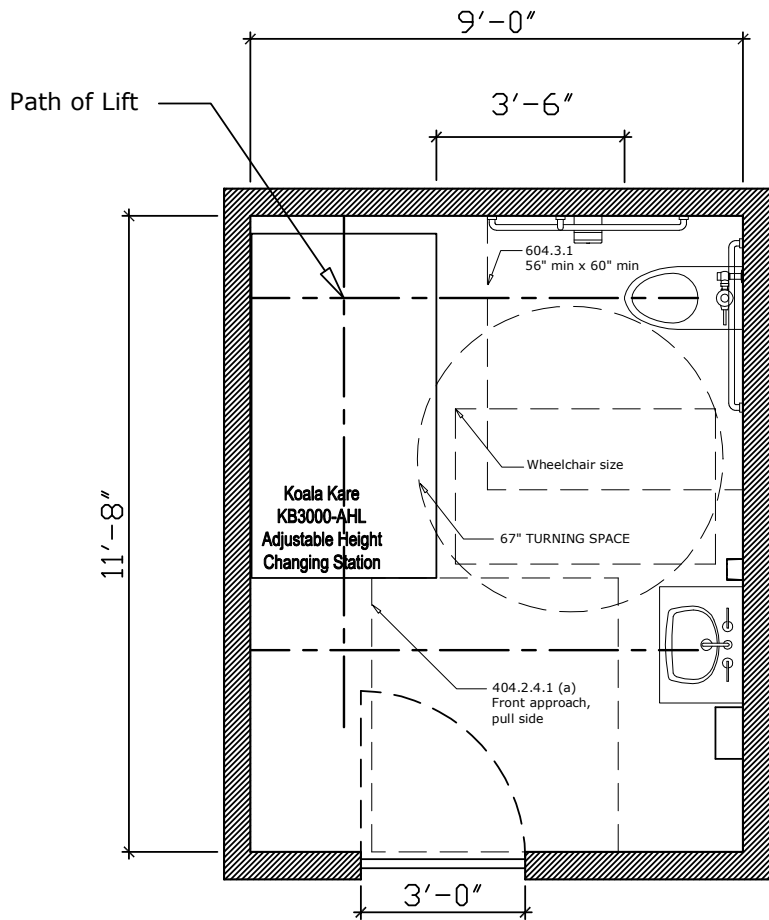 9′-0″
Path of Lift
3′-6″
604.3.1
56" min x 60" min
Wheelchair size
Koala Kare
KB3000-AHL
Adjustable Height
Changing Station
67" TURNING SPACE
11′-8″
404.2.4.1 (a)
Front approach,
pull side
3′-0″